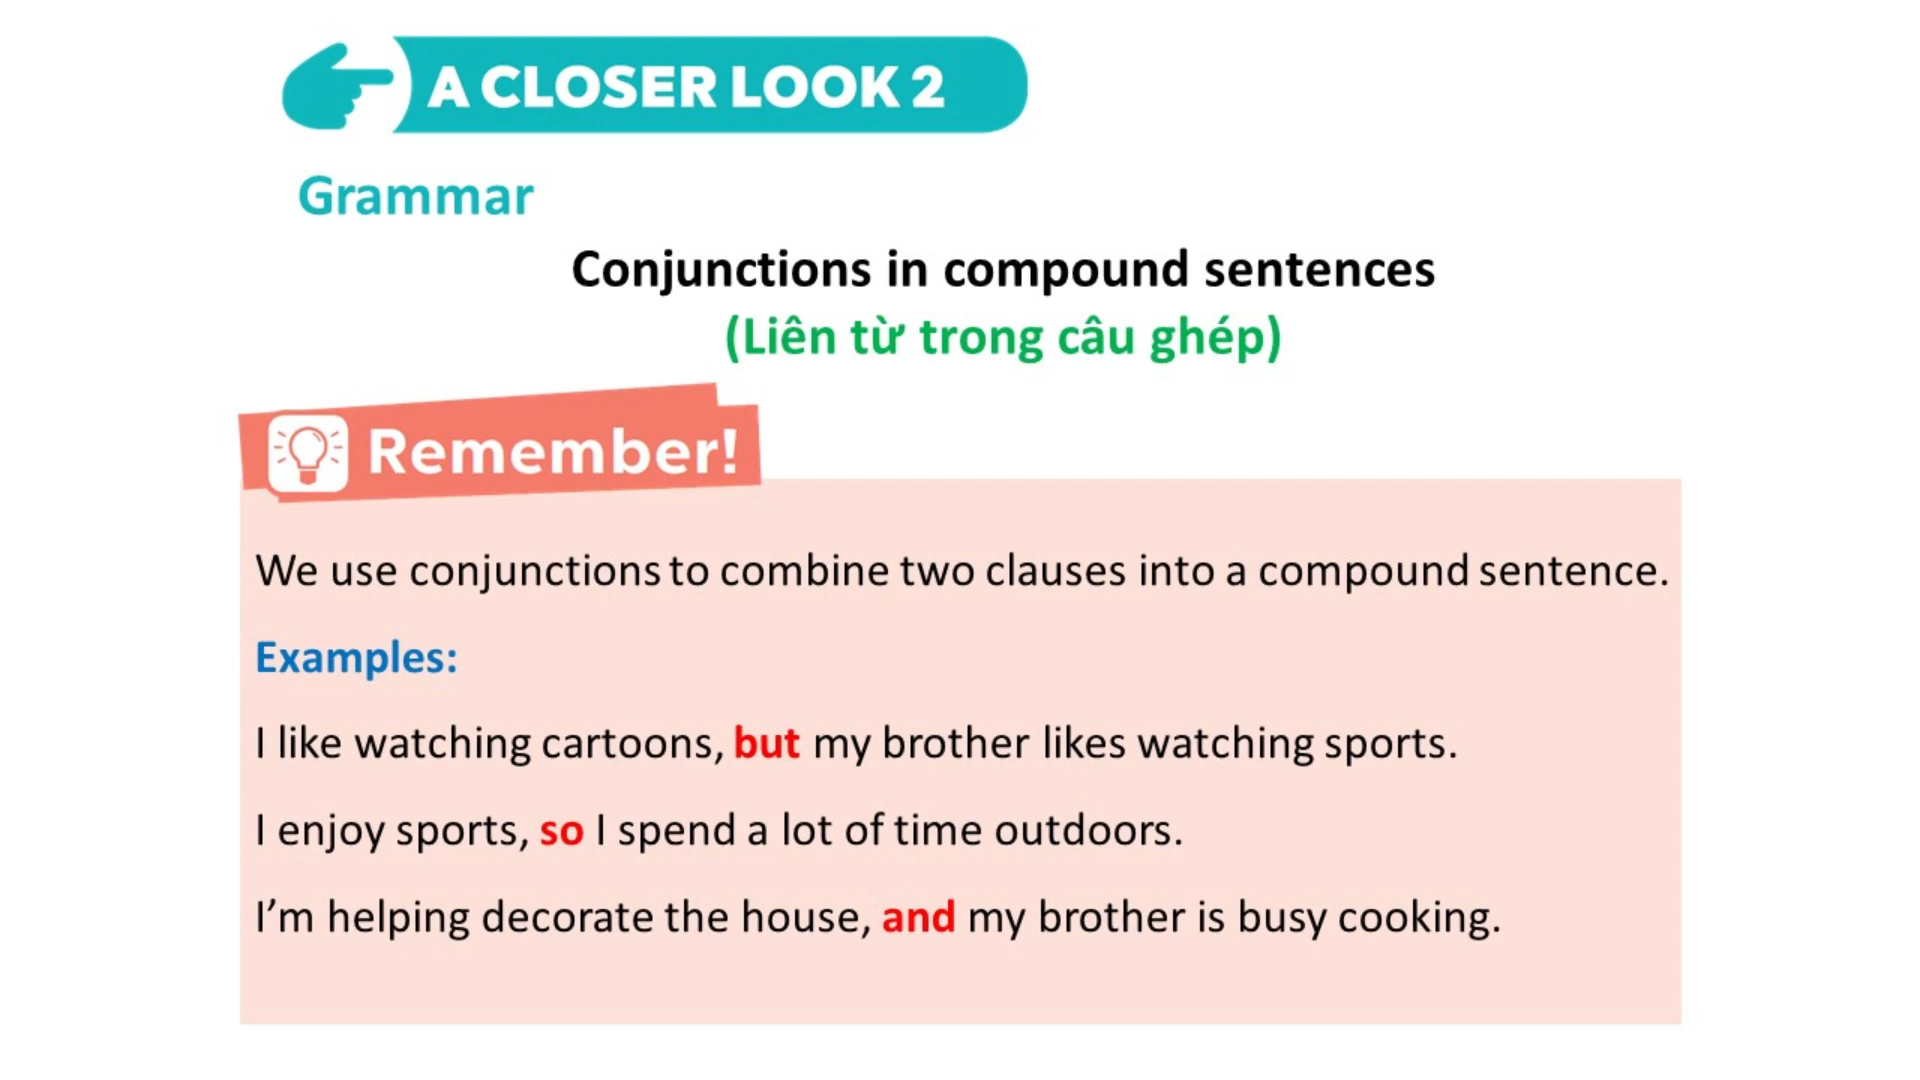 A CLOSER LOOK 2
Grammar
Conjunctions in compound sentences
(Liên từ trong câu ghép)
Remember!
We use conjunctions to combine two clauses into a compound sentence.
Examples:
I like watching cartoons, but my brother likes watching sports.
I enjoy sports, so I spend a lot of time outdoors.
I’m helping decorate the house, and my brother is busy cooking.